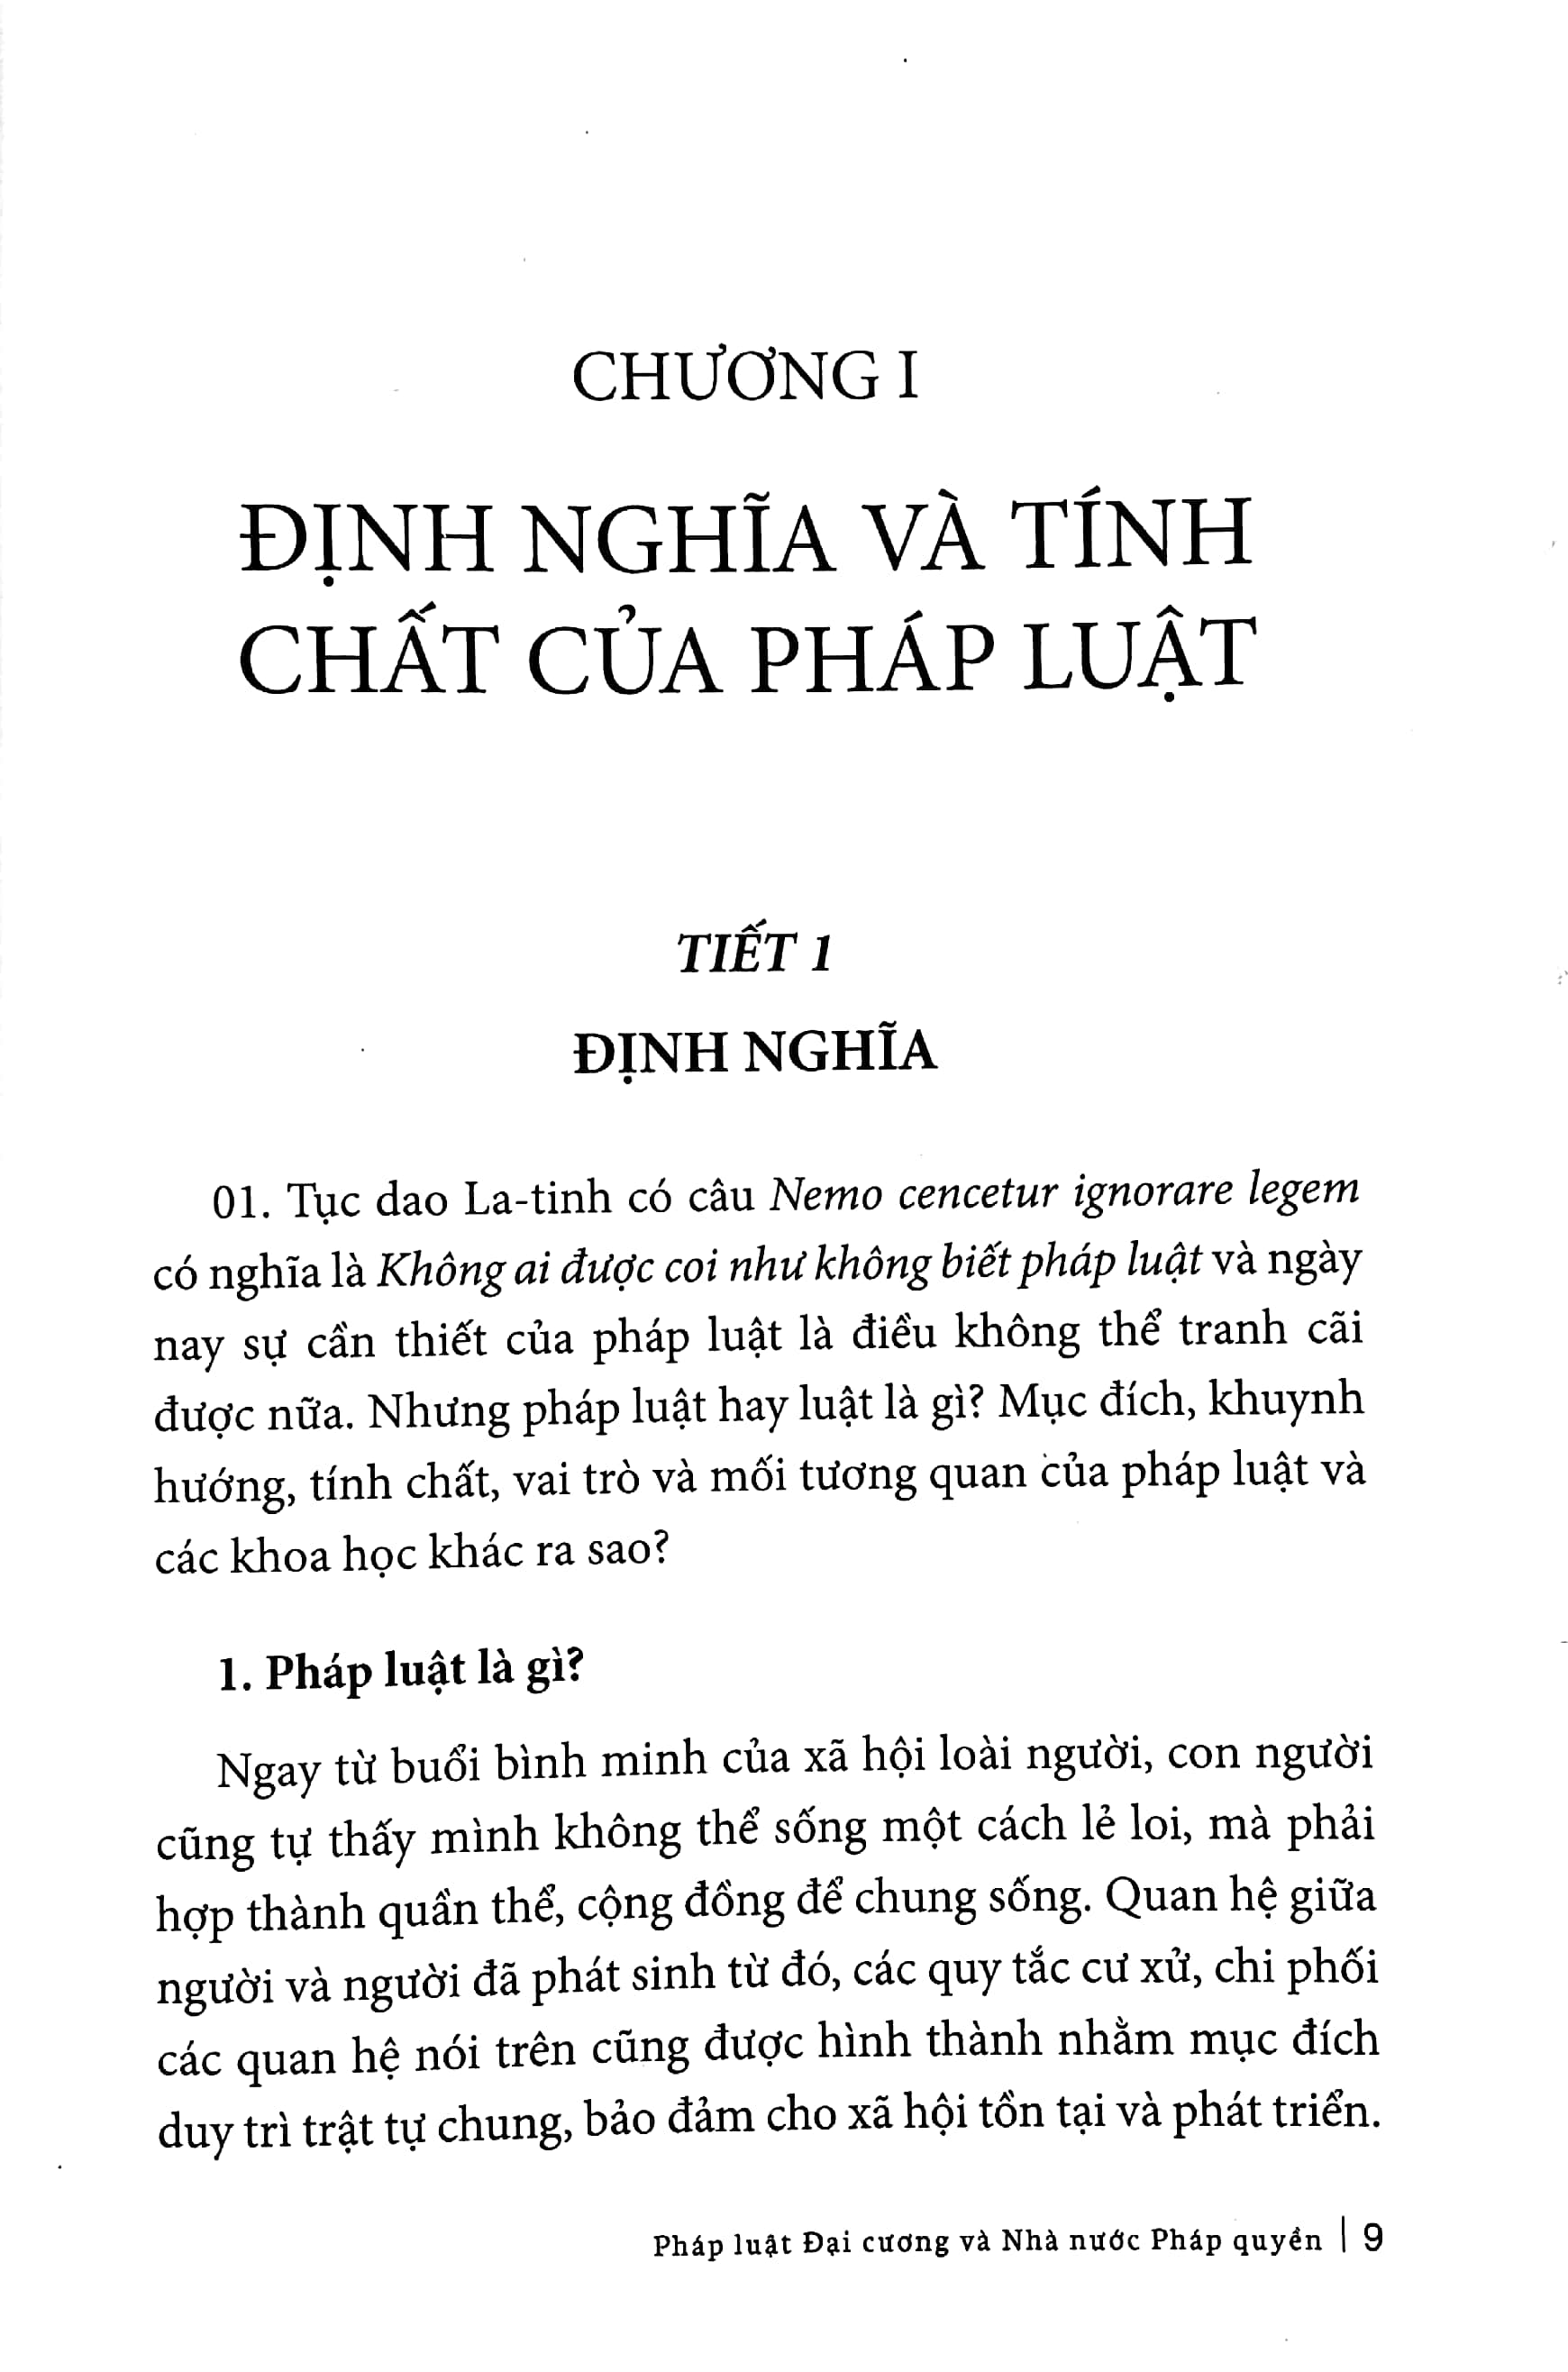 CHƯƠNG I
ĐỊNH NGHĨA VÀ TÍNH
CHẤT CỦA PHÁP LUẬT
TIẾT 1
ĐỊNH NGHĨA
01. Tục dao La-tinh có câu Nemo cencetur ignorare legem
có nghĩa là Không ai được coi như không biết pháp luật và ngày
nay sự cần thiết của pháp luật là điều không thể tranh cãi
được nữa. Nhưng pháp luật hay luật là gì? Mục đích, khuynh
hướng, tính chất, vai trò và mối tương quan của pháp luật và
các khoa học khác ra sao?
1. Pháp luật là gì?
Ngay từ buổi bình minh của xã hội loài người, con người
cũng tự thấy mình không thể sống một cách lẻ loi, mà phải
hợp thành quần thể, cộng đồng để chung sống. Quan hệ giữa
người và người đã phát sinh từ đó, các quy tắc cư xử, chi phối
các quan hệ nói trên cũng được hình thành nhằm mục đích
duy trì trật tự chung, bảo đảm cho xã hội tồn tại và phát triển.
Pháp luật Đại cương và Nhà nước Pháp quyền | 9